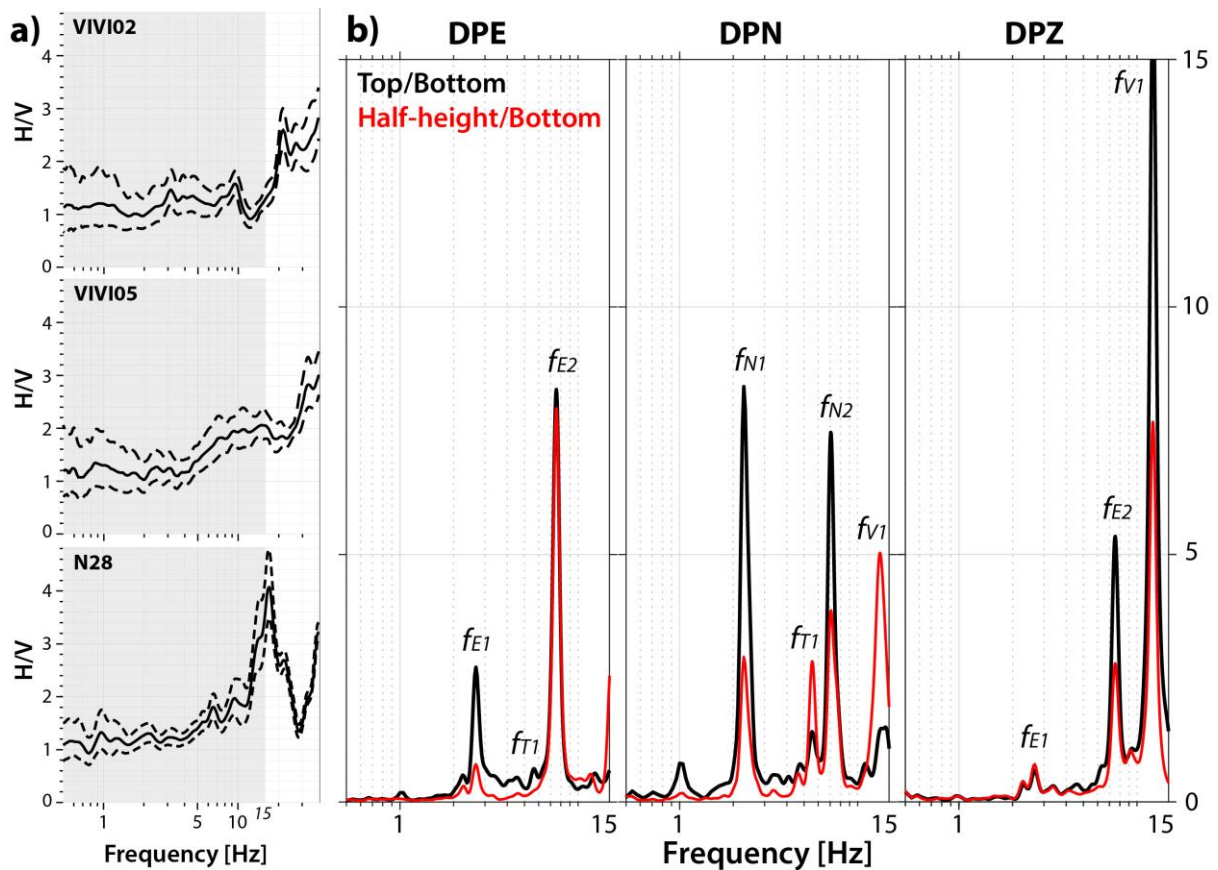 a)
VIVI02
4
3
2
1
0
H/V
VIVI05
4
3
2
1
0
H/V
N28
4
3
2
1
0
H/V
1
5
10
15
Frequency [Hz]
b)
DPE
DPN
DPZ
Top/Bottom
Half-height/Bottom
fE1
fT1
fE2
fN1
fT1
fN2
fV1
fE1
fE2
fV1
15
10
5
0
1
15
1
15
1
15
Frequency [Hz]